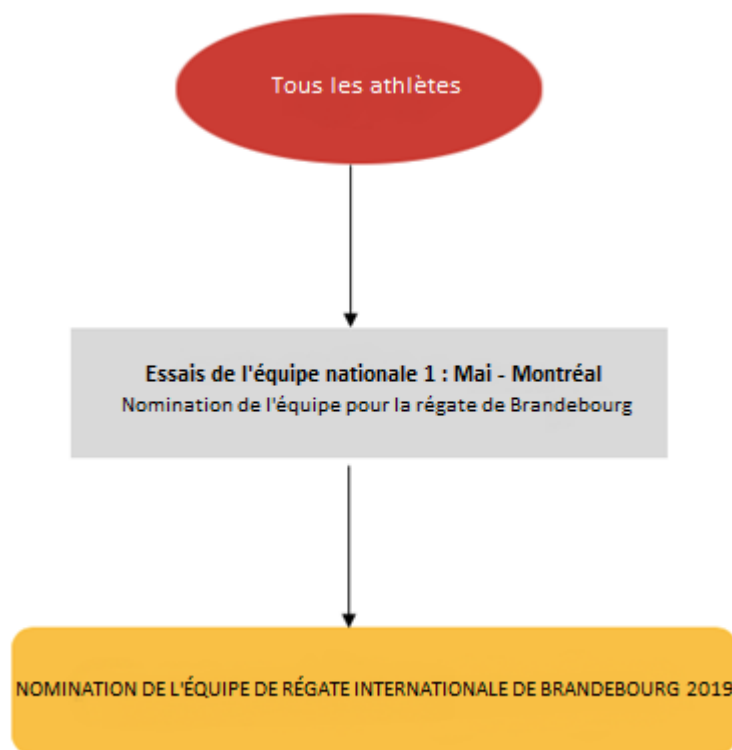 Tous les athlètes
Essais de l'équipe nationale 1 : Mai - Montréal
Nomination de l'équipe pour la régate de Brandebourg
NOMINATION DE L'ÉQUIPE DE RÉGATE INTERNATIONALE DE BRANDEBOURG 2019